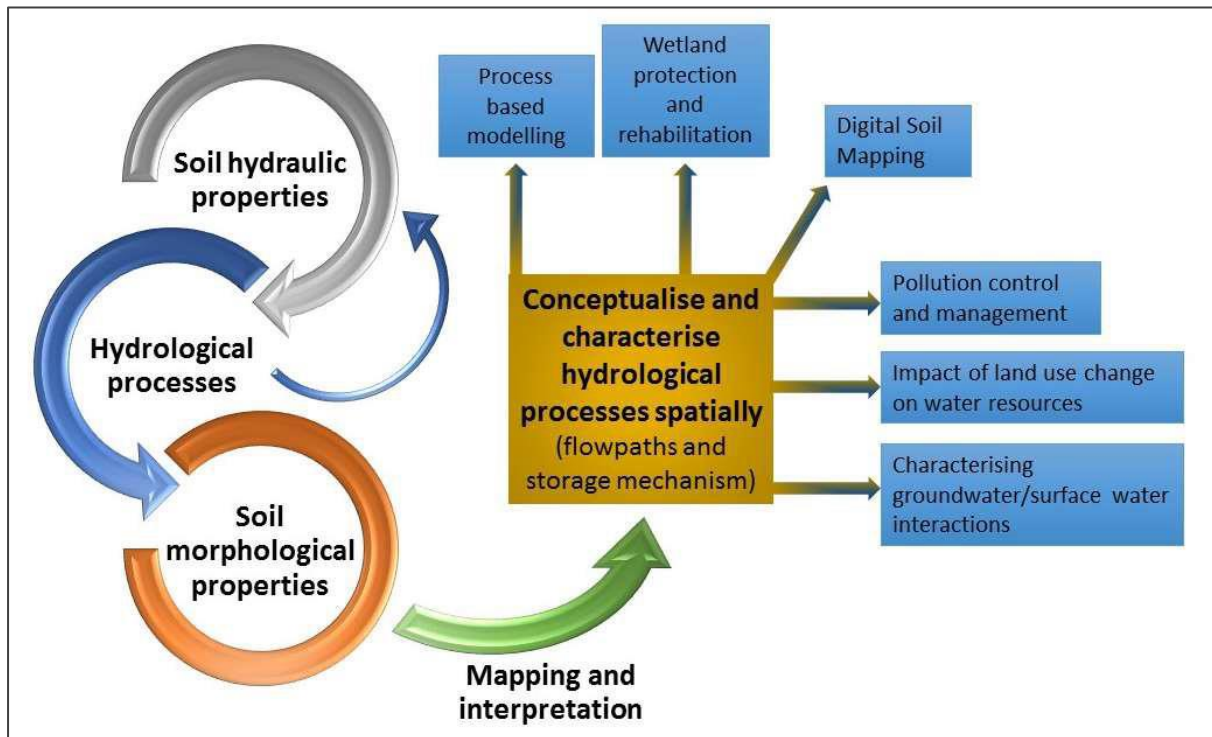 Soil hydraulic
properties
Hydrological
processes
Soil
morphological
properties
Mapping and
interpretation
Conceptualise and
characterise
hydrological
processes spatially
(flowpaths and
storage mechanism)
Process
based
modelling
Wetland
protection
and
rehabilitation
Digital Soil
Mapping
Pollution control
and management
Impact of land use change
on water resources
Characterising
groundwater/surface water
interactions